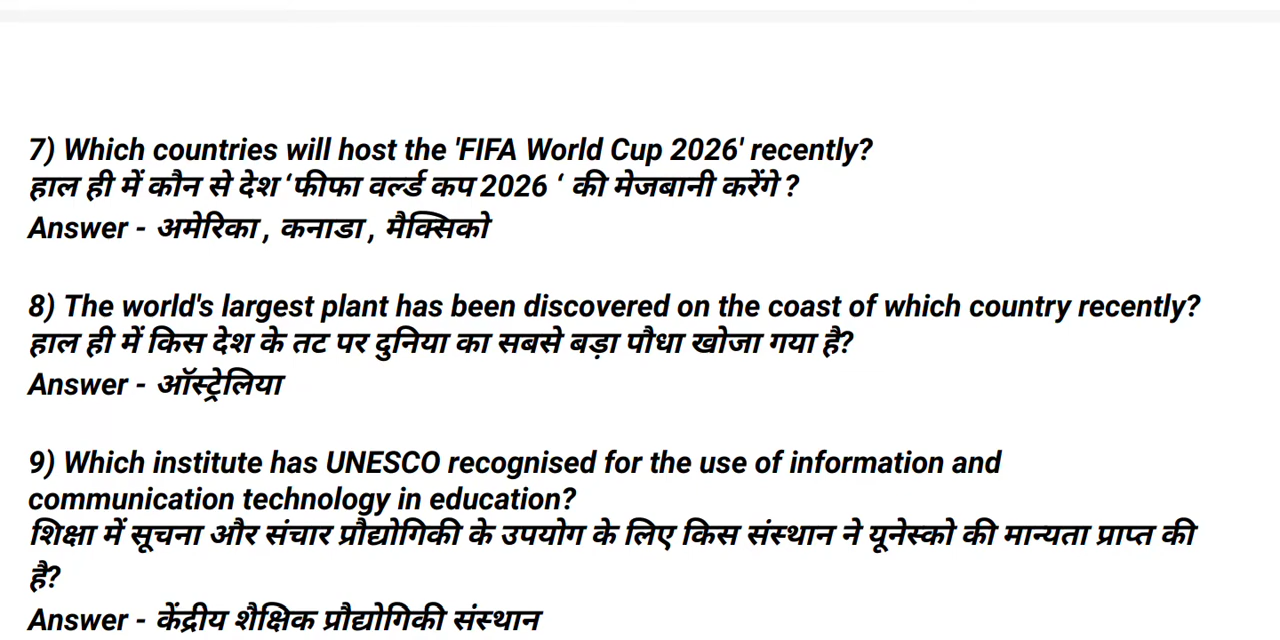 7) Which countries will host the 'FIFA World Cup 2026' recently?
हाल ही में कौन से देश ‘फीफा वर्ल्ड कप 2026 ‘ की मेजबानी करेंगे ?
Answer - अमेरिका , कनाडा , मैक्सिको
8) The world's largest plant has been discovered on the coast of which country recently?
हाल ही में किस देश के तट पर दुनिया का सबसे बड़ा पौधा खोजा गया है?
Answer - ऑस्ट्रेलिया
9) Which institute has UNESCO recognised for the use of information and
communication technology in education?
शिक्षा में सूचना और संचार प्रौद्योगिकी के उपयोग के लिए किस संस्थान ने यूनेस्को की मान्यता प्राप्त की
है?
Answer - केंद्रीय शैक्षिक प्रौद्योगिकी संस्थान